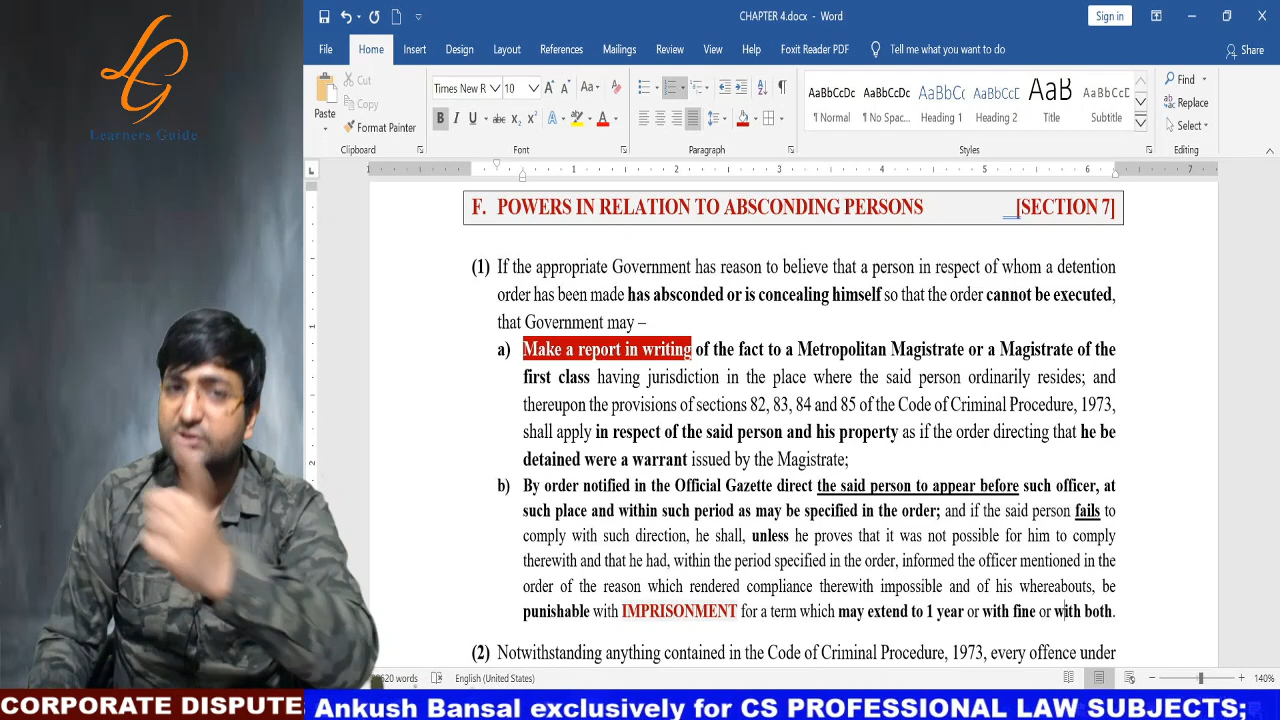 LG
Learners Guide
CHAPTER 4.docx - Word
Sign in
File Home Insert Design Layout References Mailings Review View Help Foxit Reader PDF Tell me what you want to do Share
Paste
Cut
Copy
Format Painter
Clipboard
Times New R 10
Font
Paragraph
AaBbCcDc AaBbCcDc AaBbCc AaBbCcC AaB AaBbCcD
¶ Normal ¶ No Spac... Heading 1 Heading 2 Title Subtitle
Styles
Find
Replace
Select
Editing
1 1 2 3 4 5 6 7
F. POWERS IN RELATION TO ABSCONDING PERSONS [SECTION 7]
(1) If the appropriate Government has reason to believe that a person in respect of whom a detention
order has been made has absconded or is concealing himself so that the order cannot be executed,
that Government may –
a) Make a report in writing of the fact to a Metropolitan Magistrate or a Magistrate of the
first class having jurisdiction in the place where the said person ordinarily resides; and
thereupon the provisions of sections 82, 83, 84 and 85 of the Code of Criminal Procedure, 1973,
shall apply in respect of the said person and his property as if the order directing that he be
detained were a warrant issued by the Magistrate;
b) By order notified in the Official Gazette direct the said person to appear before such officer, at
such place and within such period as may be specified in the order; and if the said person fails to
comply with such direction, he shall, unless he proves that it was not possible for him to comply
therewith and that he had, within the period specified in the order, informed the officer mentioned in the
order of the reason which rendered compliance therewith impossible and of his whereabouts, be
punishable with IMPRISONMENT for a term which may extend to 1 year or with fine or with both.
(2) Notwithstanding anything contained in the Code of Criminal Procedure, 1973, every offence under
620 words English (United States) 140%
CORPORATE DISPUTE
Ankush Bansal exclusively for CS PROFESSIONAL LAW SUBJECTS;